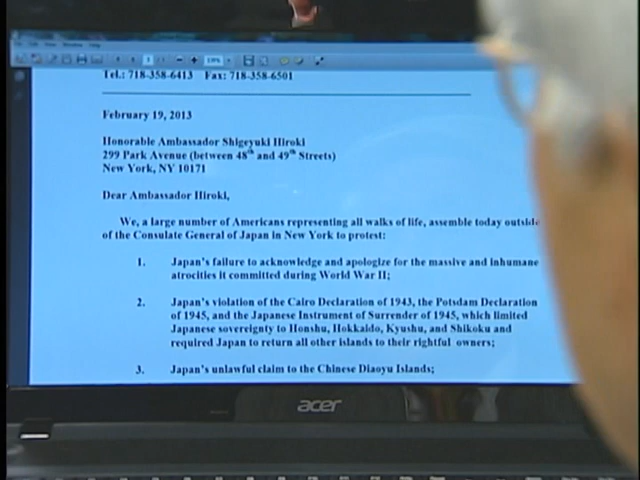 Tel.: 718-358-6413 Fax: 718-358-6501
February 19, 2013
Honorable Ambassador Shigeyuki Hiroki
299 Park Avenue (between 48th and 49th Streets)
New York, NY 10171
Dear Ambassador Hiroki,
We, a large number of Americans representing all walks of life, assemble today outside
of the Consulate General of Japan in New York to protest:
1. Japan's failure to acknowledge and apologize for the massive and inhumane
atrocities it committed during World War II;
2. Japan's violation of the Cairo Declaration of 1943, the Potsdam Declaration
of 1945, and the Japanese Instrument of Surrender of 1945, which limited
Japanese sovereignty to Honshu, Hokkaido, Kyushu, and Shikoku and
required Japan to return all other islands to their rightful owners;
3. Japan's unlawful claim to the Chinese Diaoyu Islands;
acer